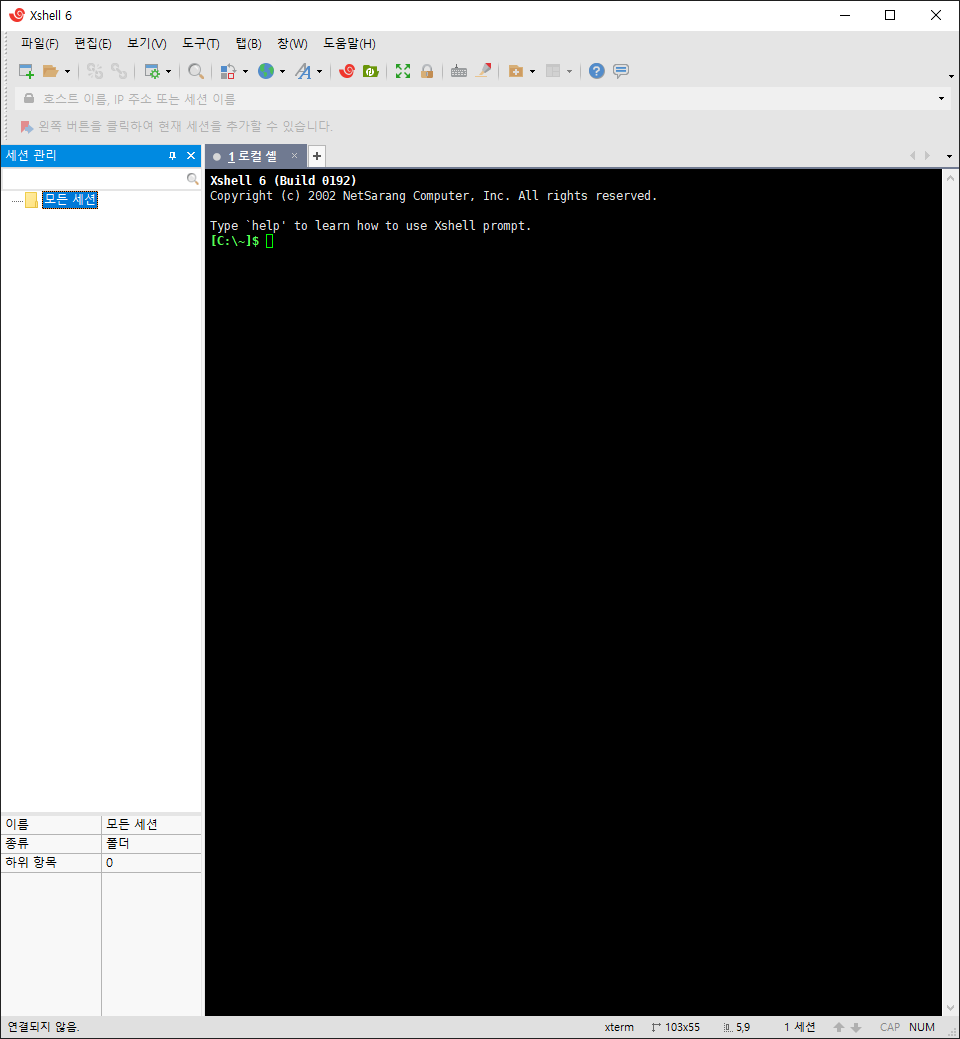 Xshell 6
파일(F) 편집(E) 보기(V) 도구(T) 탭(B) 창(W) 도움말(H)
호스트 이름, IP 주소 또는 세션 이름
왼쪽 버튼을 클릭하여 현재 세션을 추가할 수 있습니다.
세션 관리
1 로컬 셸
모든 세션
Xshell 6 (Build 0192)
Copyright (c) 2002 NetSarang Computer, Inc. All rights reserved.
Type `help' to learn how to use Xshell prompt.
[C:\~]$
이름 모든 세션
종류 폴더
하위 항목 0
연결되지 않음. xterm 103x55 5,9 1 세션 CAP NUM